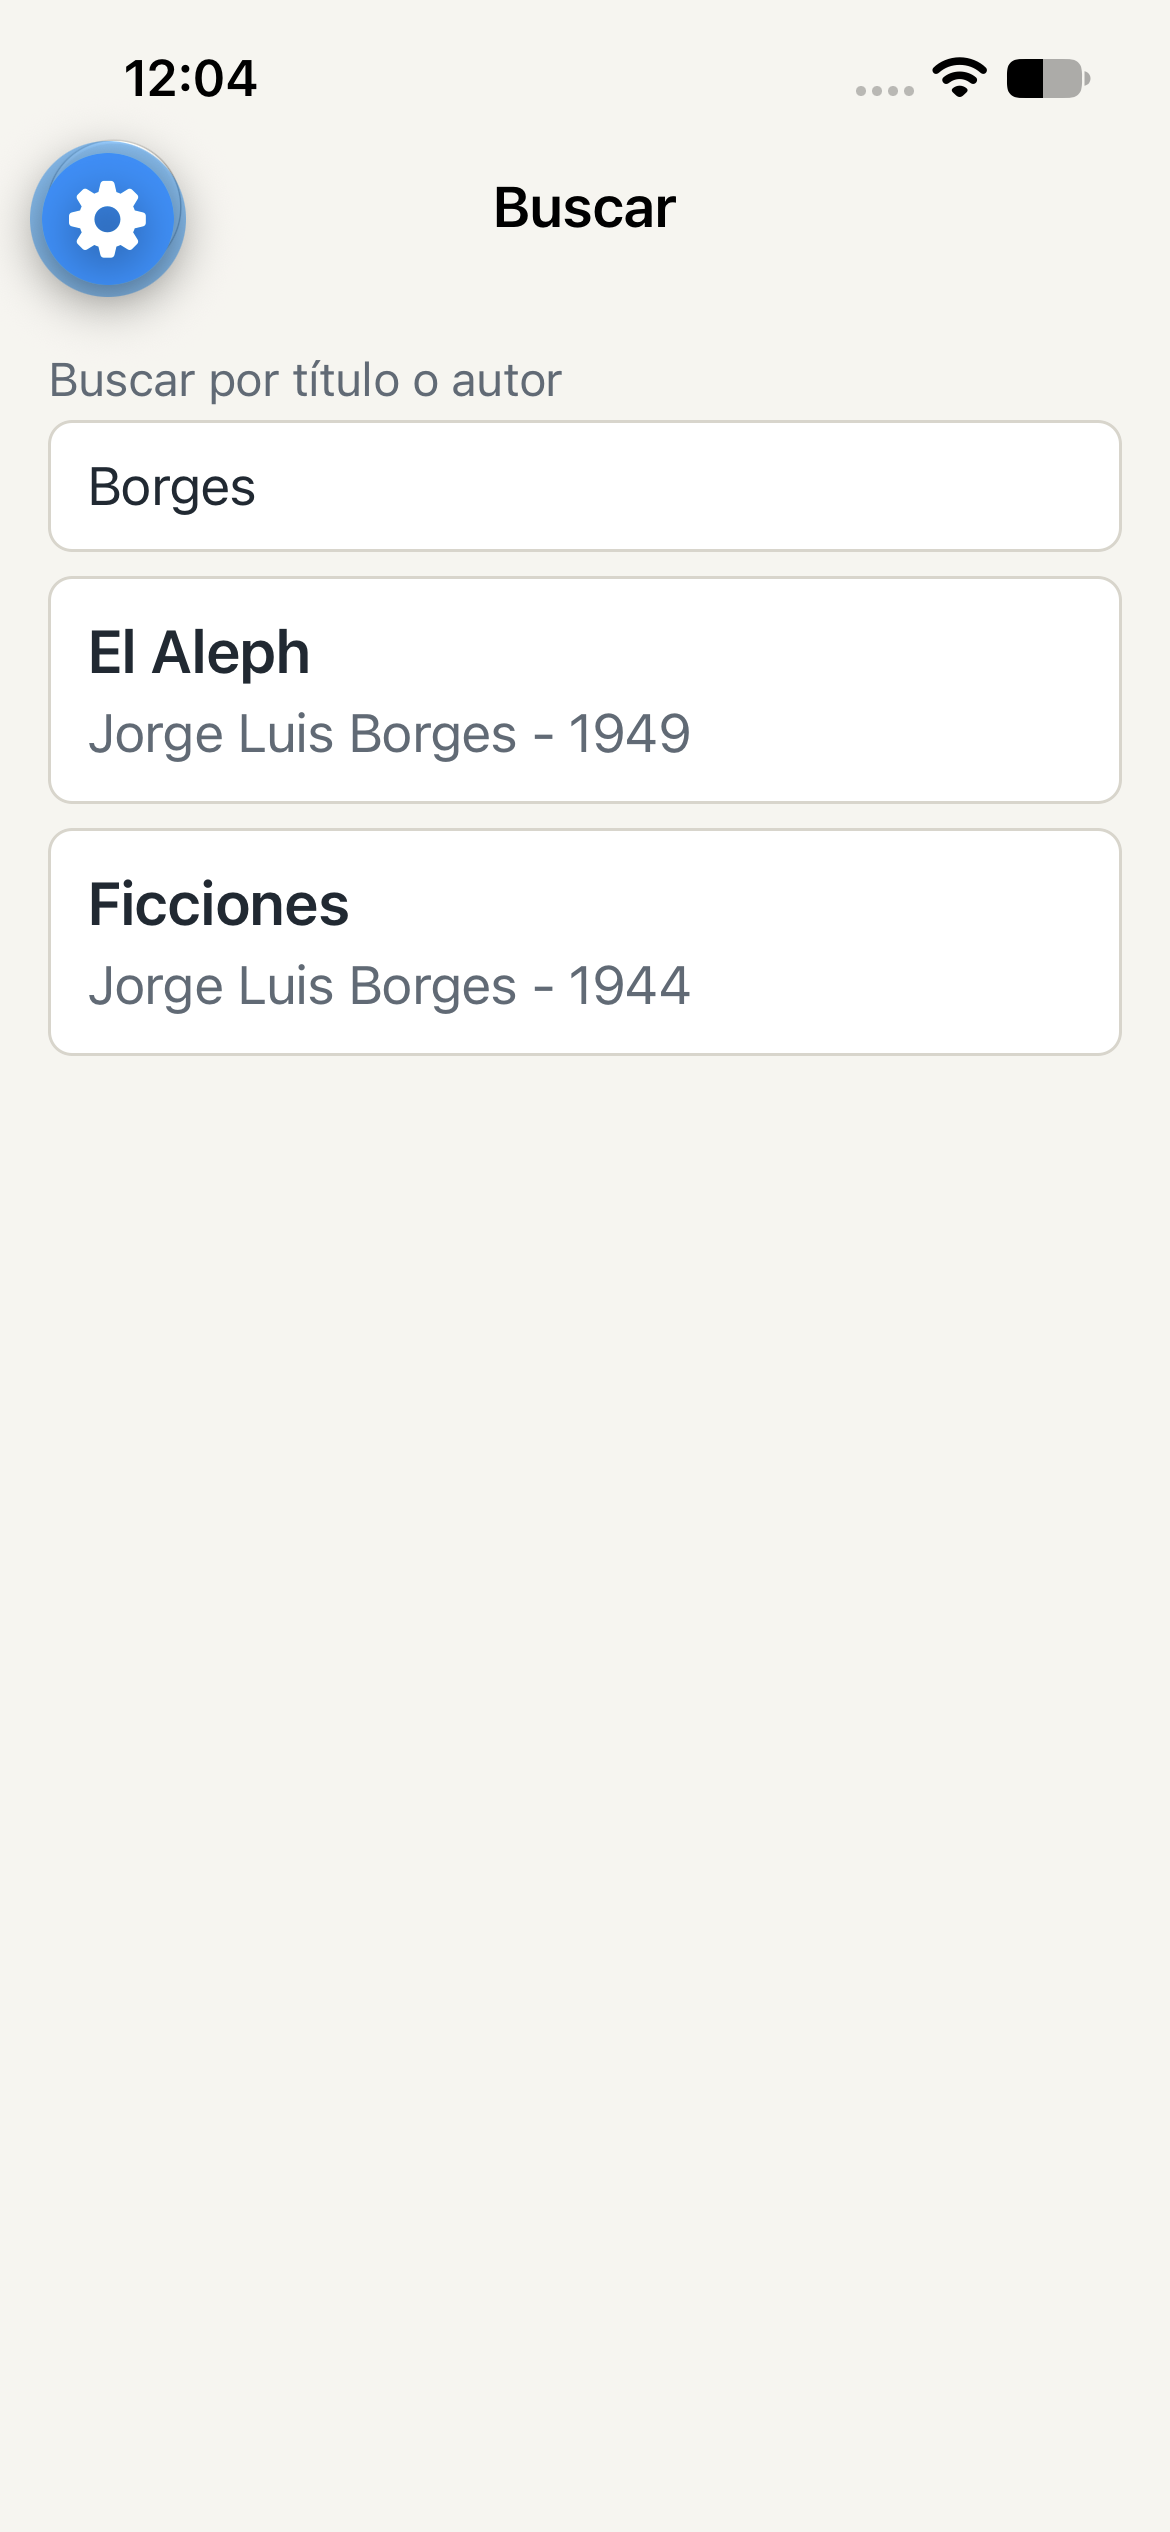 12:04
Buscar
Buscar por título o autor
Borges
El Aleph
Jorge Luis Borges - 1949
Ficciones
Jorge Luis Borges - 1944